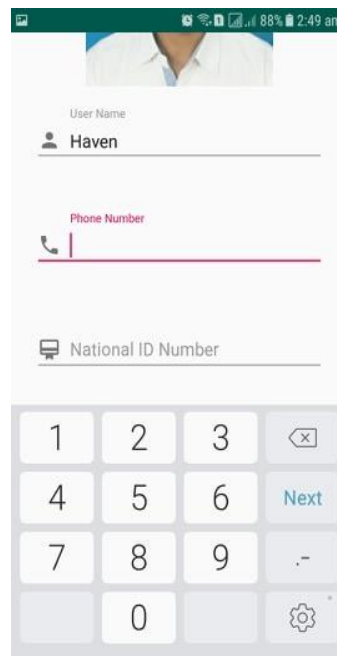 88% 2:49 am
User Name
Haven
Phone Number
National ID Number
1 2 3
4 5 6 Next
7 8 9 .-
0